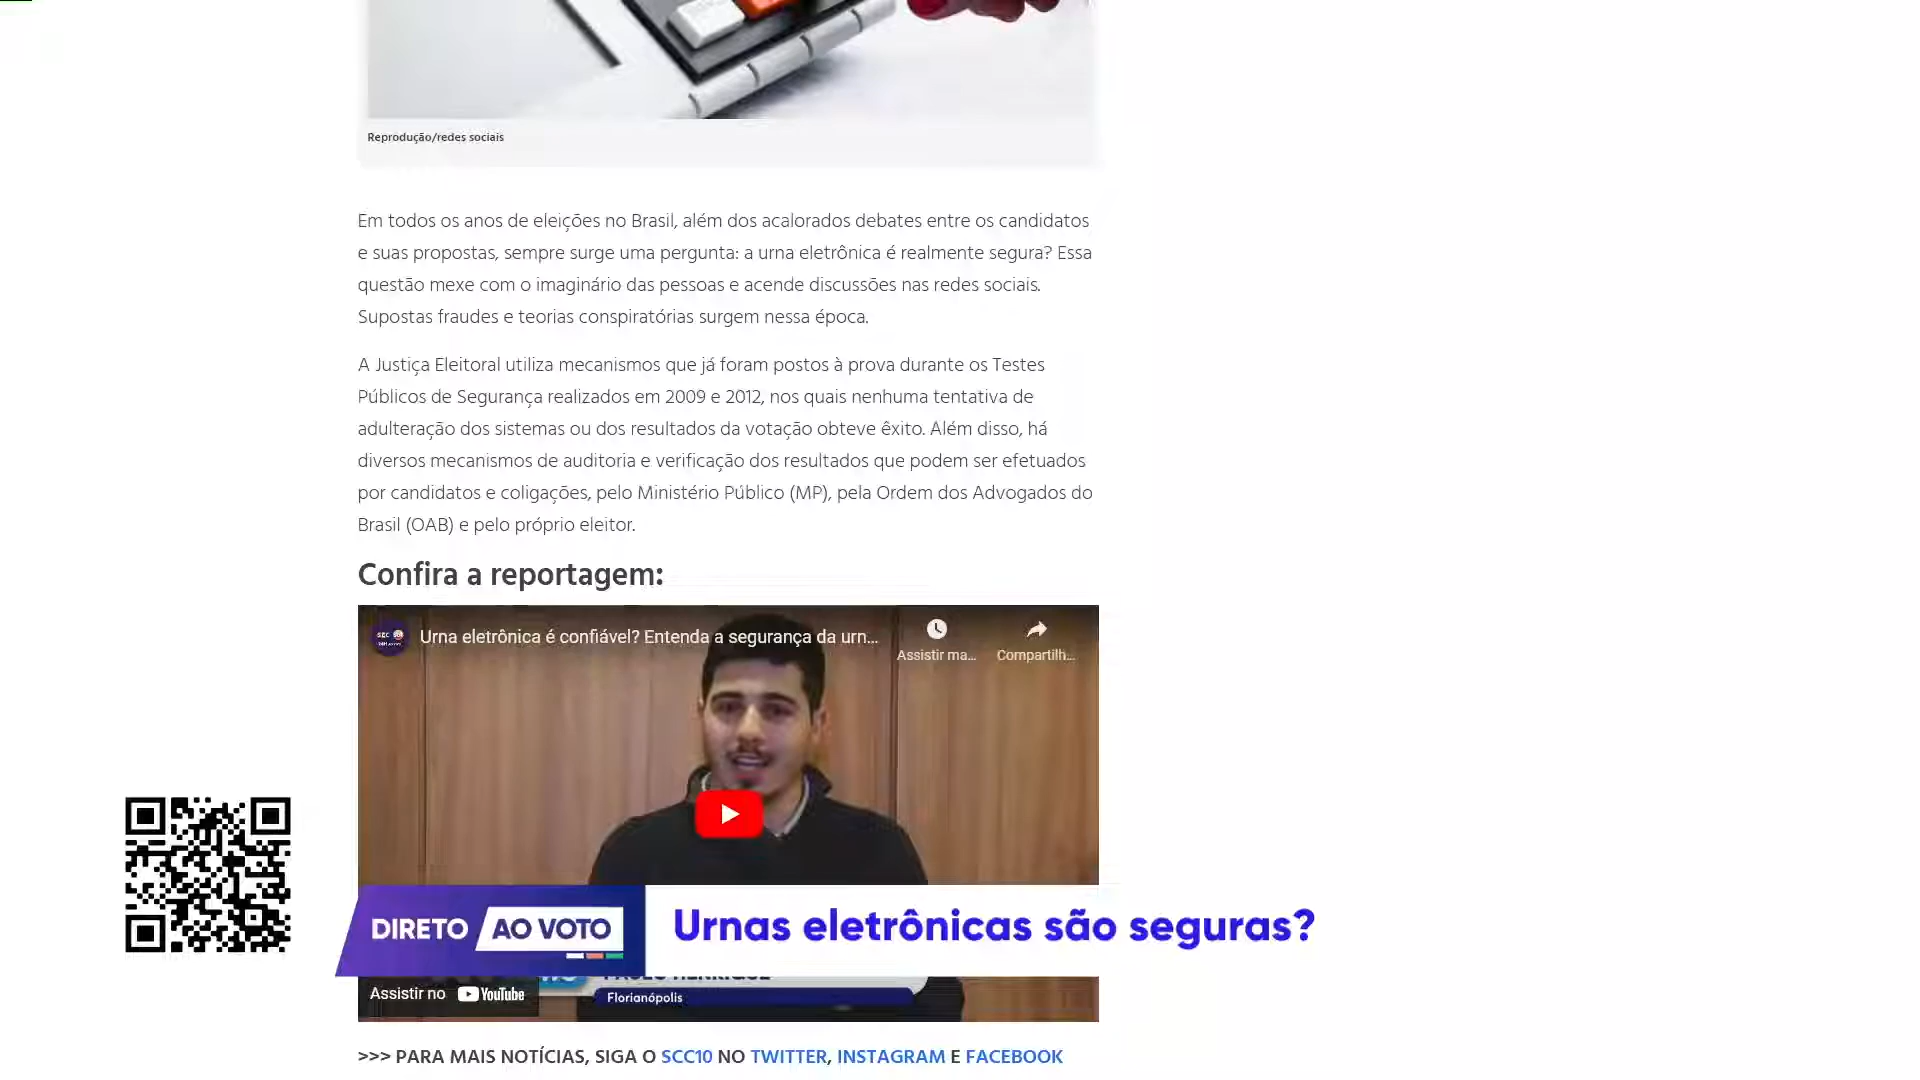 Reprodução/redes sociais
Em todos os anos de eleições no Brasil, além dos acalorados debates entre os candidatos
e suas propostas, sempre surge uma pergunta: a urna eletrônica é realmente segura? Essa
questão mexe com o imaginário das pessoas e acende discussões nas redes sociais.
Supostas fraudes e teorias conspiratórias surgem nessa época.
A Justiça Eleitoral utiliza mecanismos que já foram postos à prova durante os Testes
Públicos de Segurança realizados em 2009 e 2012, nos quais nenhuma tentativa de
adulteração dos sistemas ou dos resultados da votação obteve êxito. Além disso, há
diversos mecanismos de auditoria e verificação dos resultados que podem ser efetuados
por candidatos e coligações, pelo Ministério Público (MP), pela Ordem dos Advogados do
Brasil (OAB) e pelo próprio eleitor.
Confira a reportagem:
Urna eletrônica é confiável? Entenda a segurança da urn...
Assistir ma...
Compartilh...
DIRETO AO VOTO
Urnas eletrônicas são seguras?
Assistir no YouTube
Florianópolis
>>> PARA MAIS NOTÍCIAS, SIGA O SCC10 NO TWITTER, INSTAGRAM E FACEBOOK